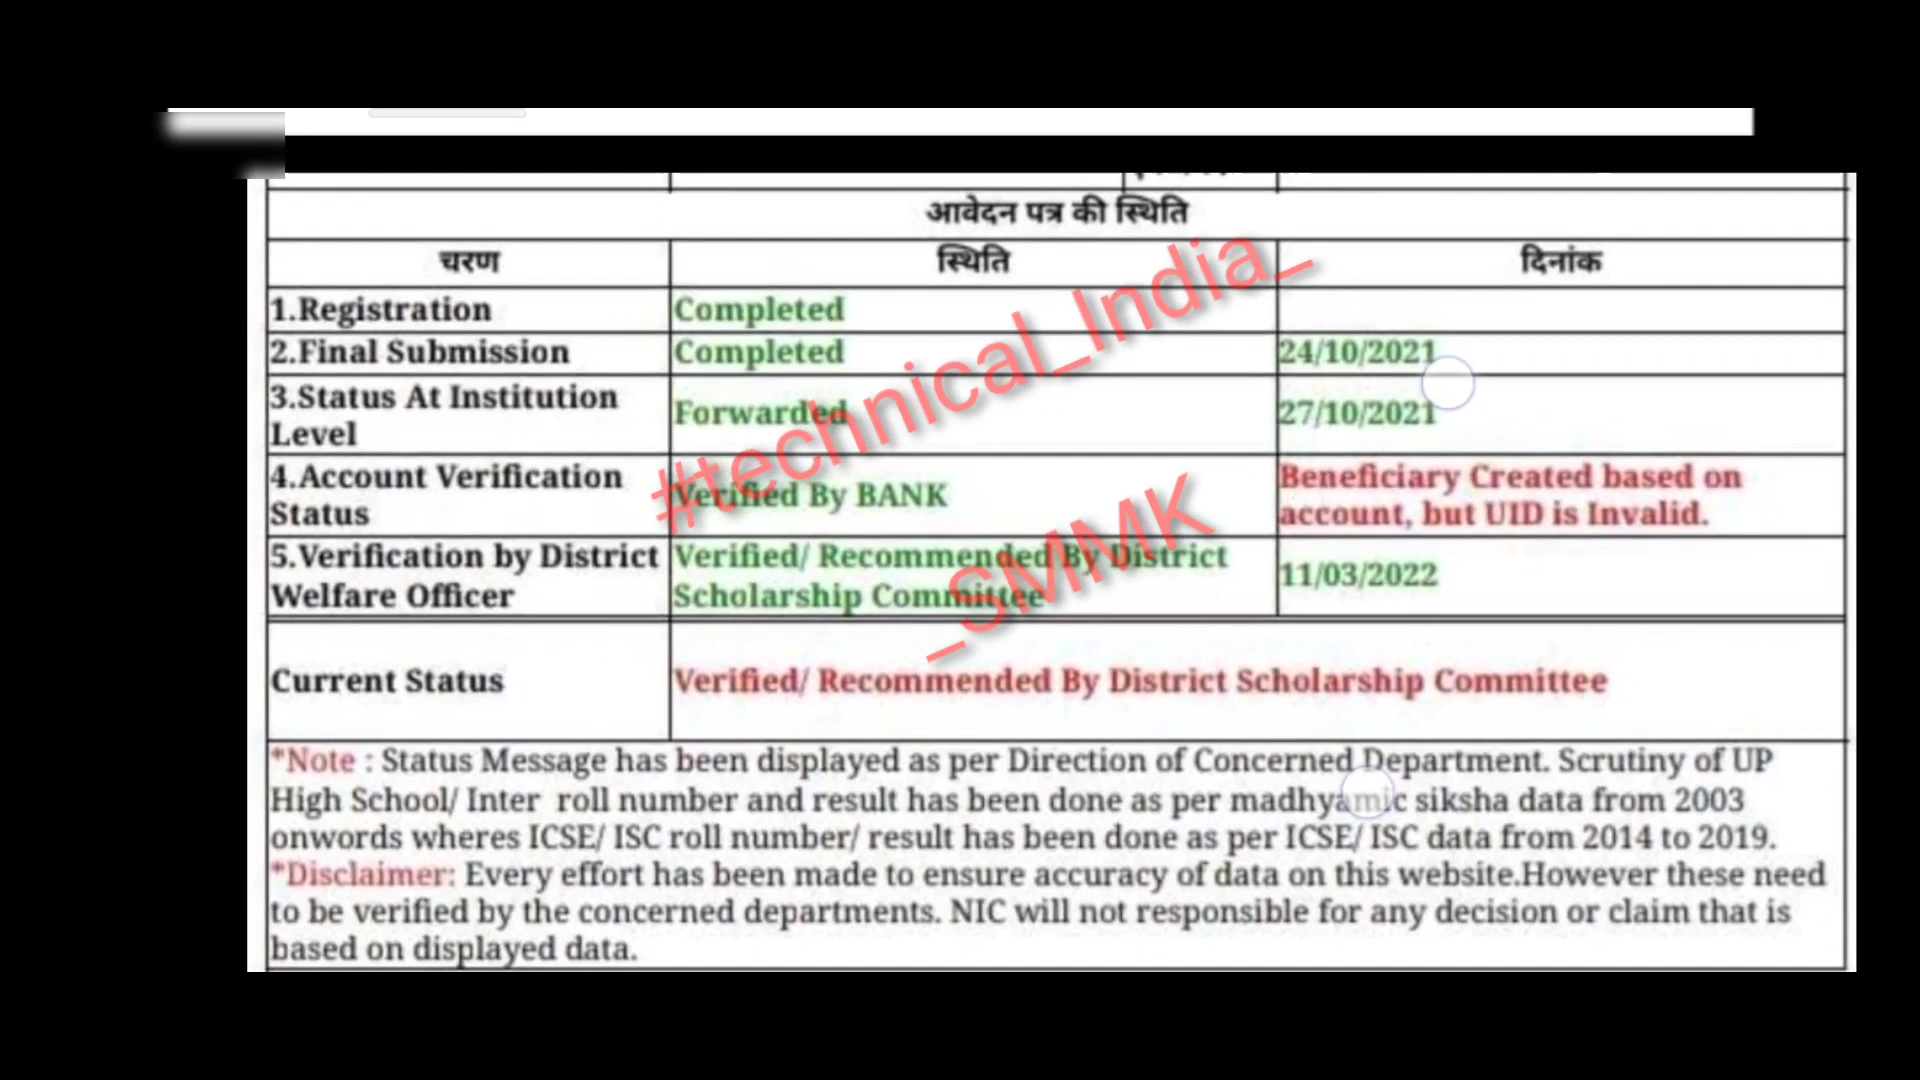 आवेदन पत्र की स्थिति
चरण स्थिति दिनांक
1.Registration Completed
2.Final Submission Completed 24/10/2021
3.Status At Institution
Level
Forwarded 27/10/2021
4.Account Verification
Status
Verified By BANK
Beneficiary Created based on
account, but UID is Invalid.
5.Verification by District
Welfare Officer
Verified/ Recommended By District
Scholarship Committee
11/03/2022
Current Status Verified/ Recommended By District Scholarship Committee
*Note : Status Message has been displayed as per Direction of Concerned Department. Scrutiny of UP
High School/ Inter roll number and result has been done as per madhyamic siksha data from 2003
onwords wheres ICSE/ ISC roll number/ result has been done as per ICSE/ ISC data from 2014 to 2019.
*Disclaimer: Every effort has been made to ensure accuracy of data on this website.However these need
to be verified by the concerned departments. NIC will not responsible for any decision or claim that is
based on displayed data.
#technical_India_
_SMMK